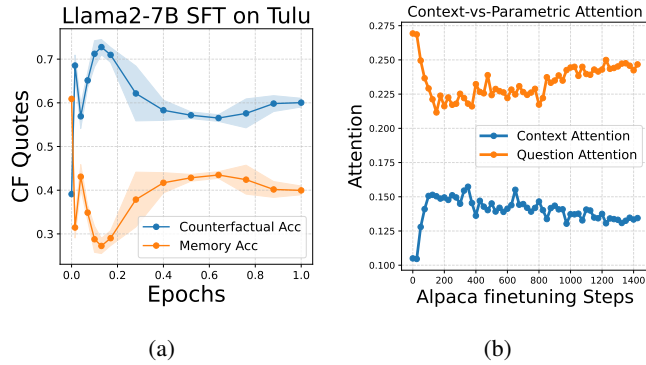 Llama2-7B SFT on Tulu
CF Quotes
0.7
0.6
0.5
0.4
0.3
0.0
0.2
0.4
0.6
0.8
1.0
Epochs
Counterfactual Acc
Memory Acc
(a)
Context-vs-Parametric Attention
Attention
0.275
0.250
0.225
0.200
0.175
0.150
0.125
0.100
0
200
400
600
800
1000
1200
1400
Alpaca finetuning Steps
Context Attention
Question Attention
(b)